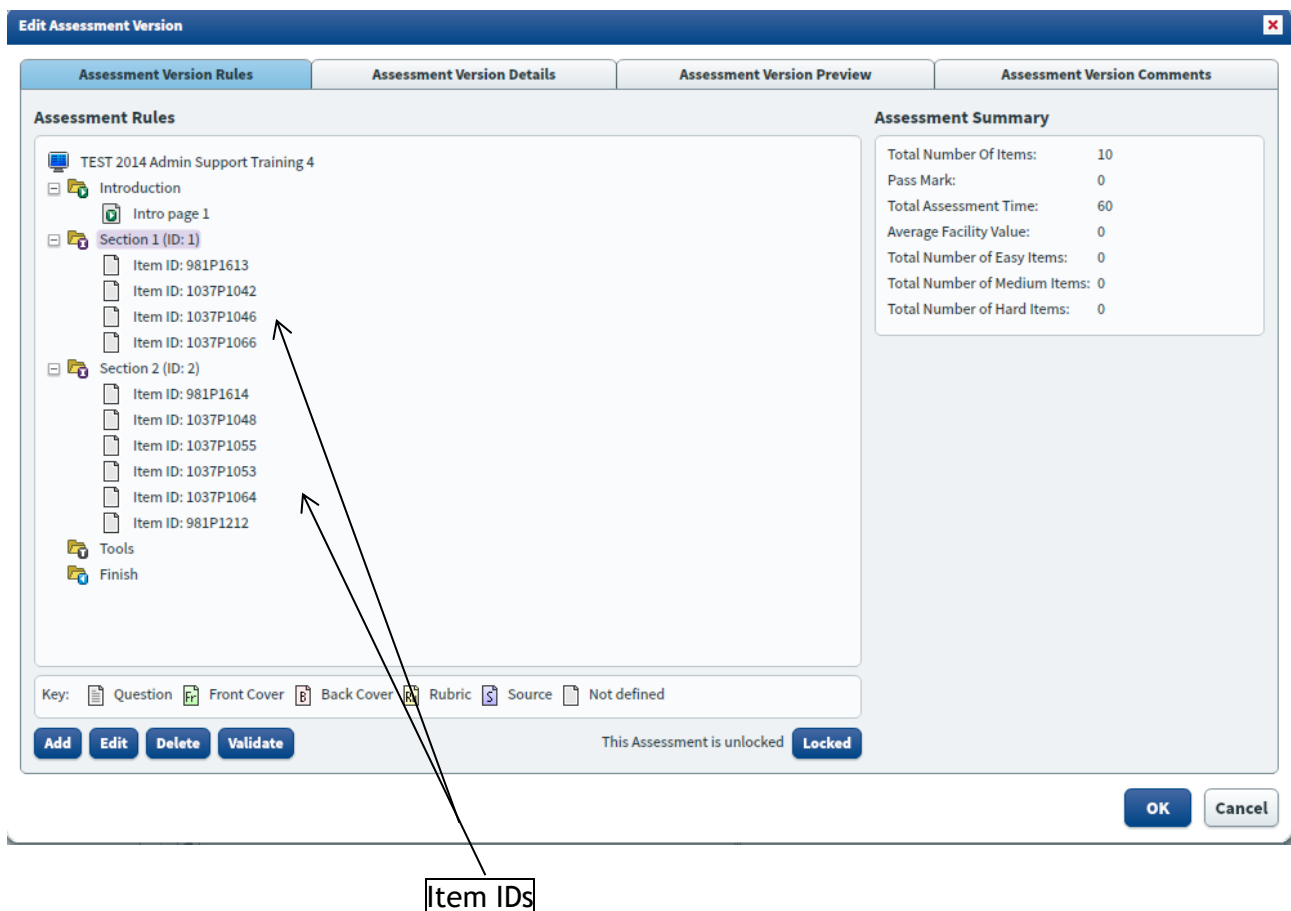 Edit Assessment Version
Assessment Version Rules
Assessment Version Details
Assessment Version Preview
Assessment Version Comments
Assessment Rules
TEST 2014 Admin Support Training 4
Introduction
Intro page 1
Section 1 (ID: 1)
Item ID: 981P1613
Item ID: 1037P1042
Item ID: 1037P1046
Item ID: 1037P1066
Section 2 (ID: 2)
Item ID: 981P1614
Item ID: 1037P1048
Item ID: 1037P1055
Item ID: 1037P1053
Item ID: 1037P1064
Item ID: 981P1212
Tools
Finish
Assessment Summary
Total Number Of Items: 10
Pass Mark: 0
Total Assessment Time: 60
Average Facility Value: 0
Total Number of Easy Items: 0
Total Number of Medium Items: 0
Total Number of Hard Items: 0
Key: Question Fr Front Cover B Back Cover Ru Rubric S Source Not defined
Add Edit Delete Validate This Assessment is unlocked Locked
OK Cancel
Item IDs